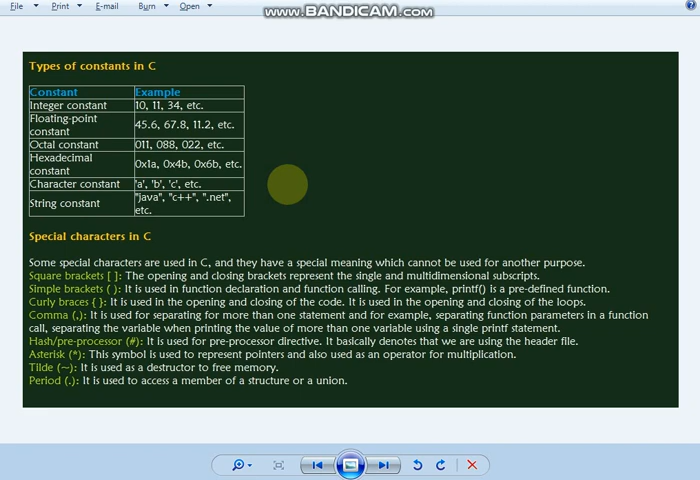 File Print E-mail Burn Open
www.BANDICAM.com
Types of constants in C
Constant Example
Integer constant 10, 11, 34, etc.
Floating-point
constant 45.6, 67.8, 11.2, etc.
Octal constant 011, 088, 022, etc.
Hexadecimal
constant 0x1a, 0x4b, 0x6b, etc.
Character constant 'a', 'b', 'c', etc.
String constant "java", "c++", ".net",
etc.
Special characters in C
Some special characters are used in C, and they have a special meaning which cannot be used for another purpose.
Square brackets [ ]: The opening and closing brackets represent the single and multidimensional subscripts.
Simple brackets ( ): It is used in function declaration and function calling. For example, printf() is a pre-defined function.
Curly braces { }: It is used in the opening and closing of the code. It is used in the opening and closing of the loops.
Comma (,): It is used for separating for more than one statement and for example, separating function parameters in a function
call, separating the variable when printing the value of more than one variable using a single printf statement.
Hash/pre-processor (#): It is used for pre-processor directive. It basically denotes that we are using the header file.
Asterisk (*): This symbol is used to represent pointers and also used as an operator for multiplication.
Tilde (~): It is used as a destructor to free memory.
Period (.): It is used to access a member of a structure or a union.